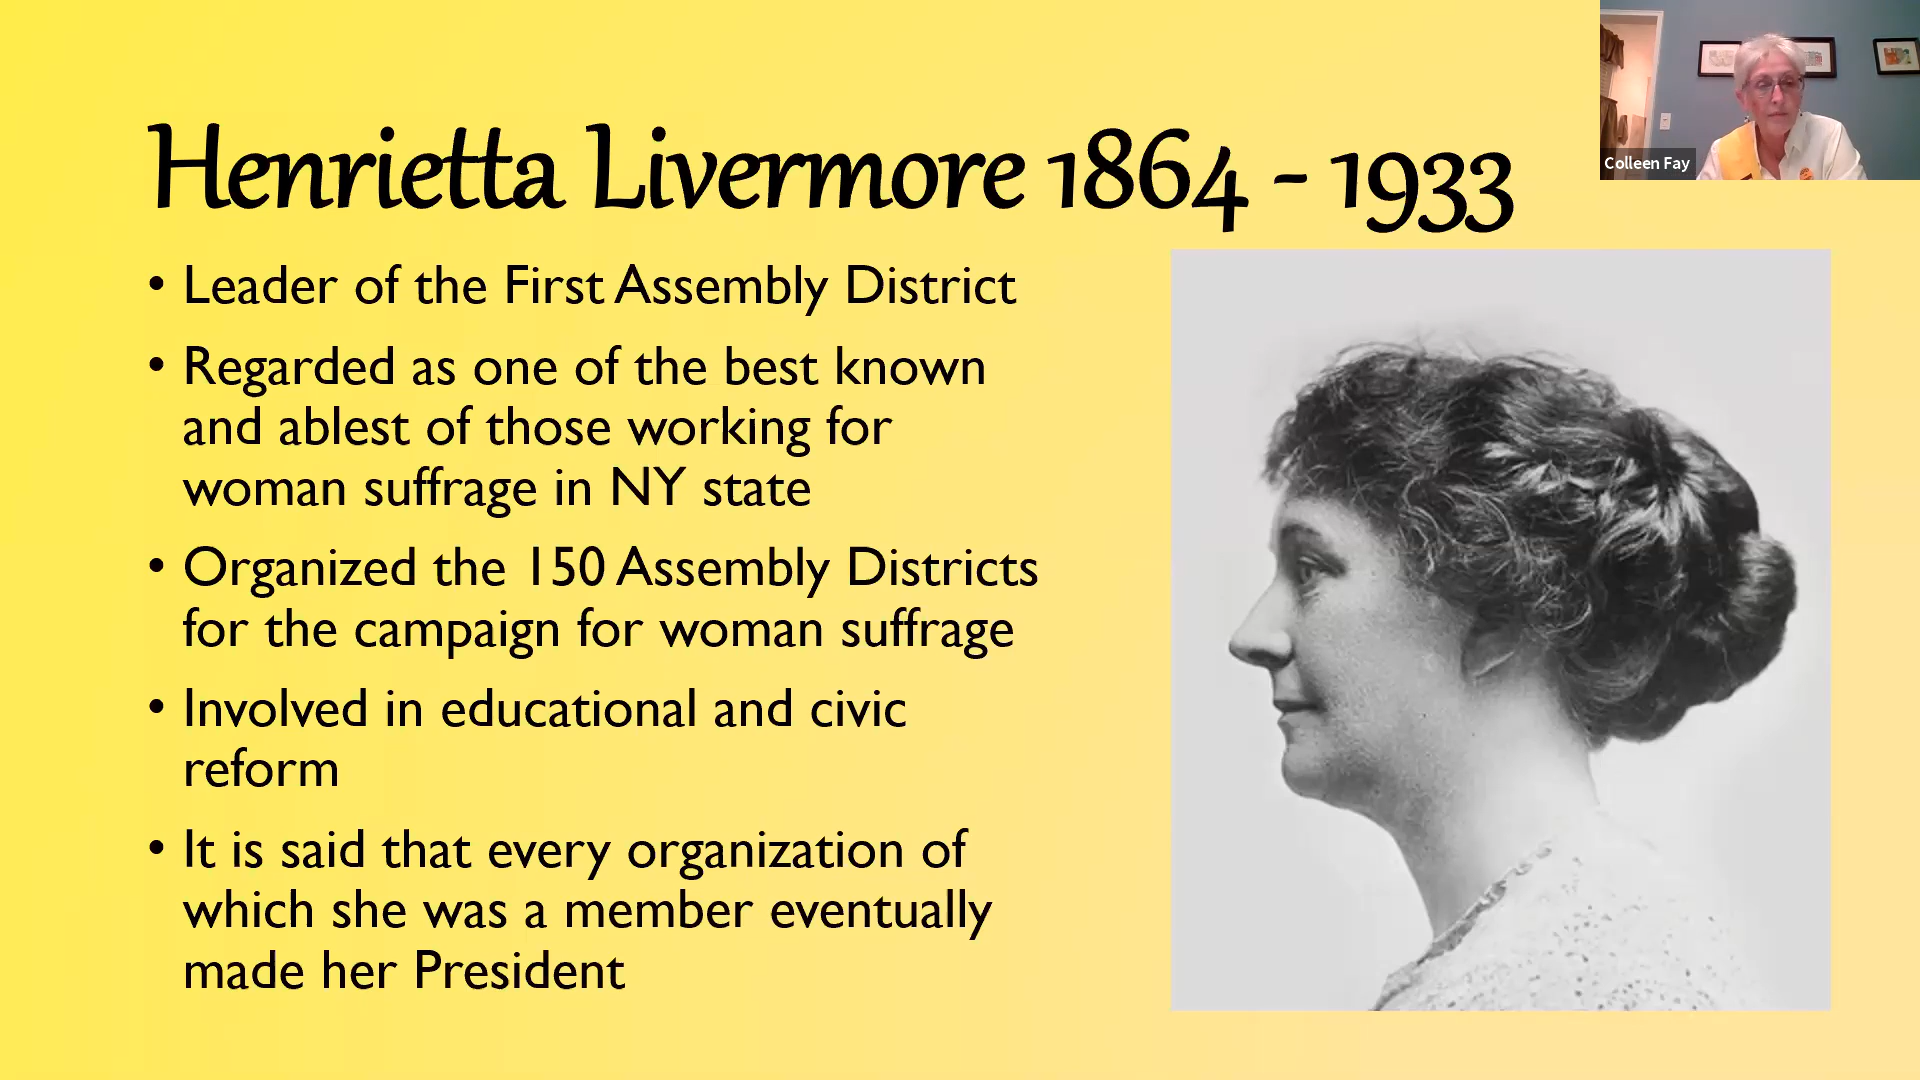 Henrietta Livermore 1864 - 1933
Colleen Fay
• Leader of the First Assembly District
• Regarded as one of the best known
and ablest of those working for
woman suffrage in NY state
• Organized the 150 Assembly Districts
for the campaign for woman suffrage
• Involved in educational and civic
reform
• It is said that every organization of
which she was a member eventually
made her President